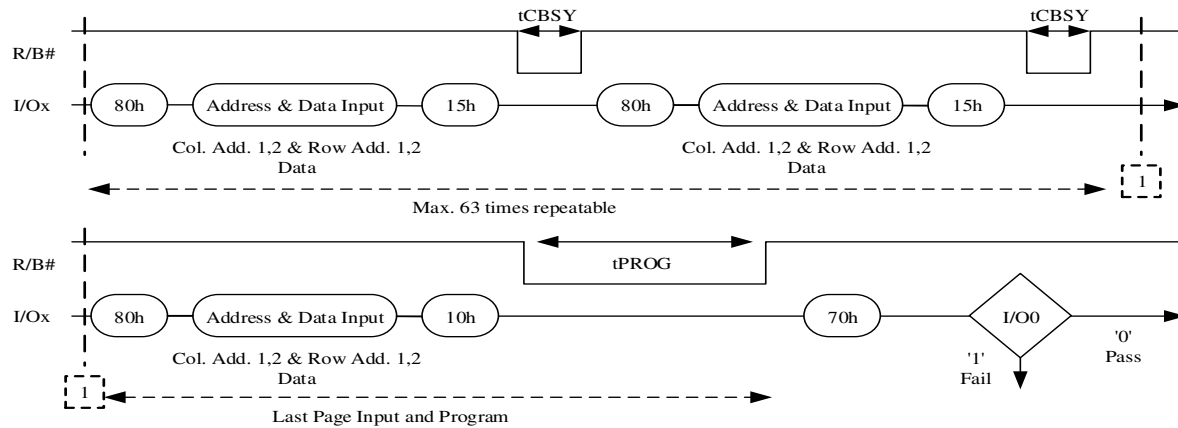 tCBSY tCBSY
R/B#
I/Ox 80h Address & Data Input 15h 80h Address & Data Input 15h
Col. Add. 1,2 & Row Add. 1,2 Col. Add. 1,2 & Row Add. 1,2
Data Data
1
Max. 63 times repeatable
R/B#
tPROG
I/Ox 80h Address & Data Input 10h 70h I/O0
'0'
Pass
Col. Add. 1,2 & Row Add. 1,2 '1'
Data Fail
1
Last Page Input and Program